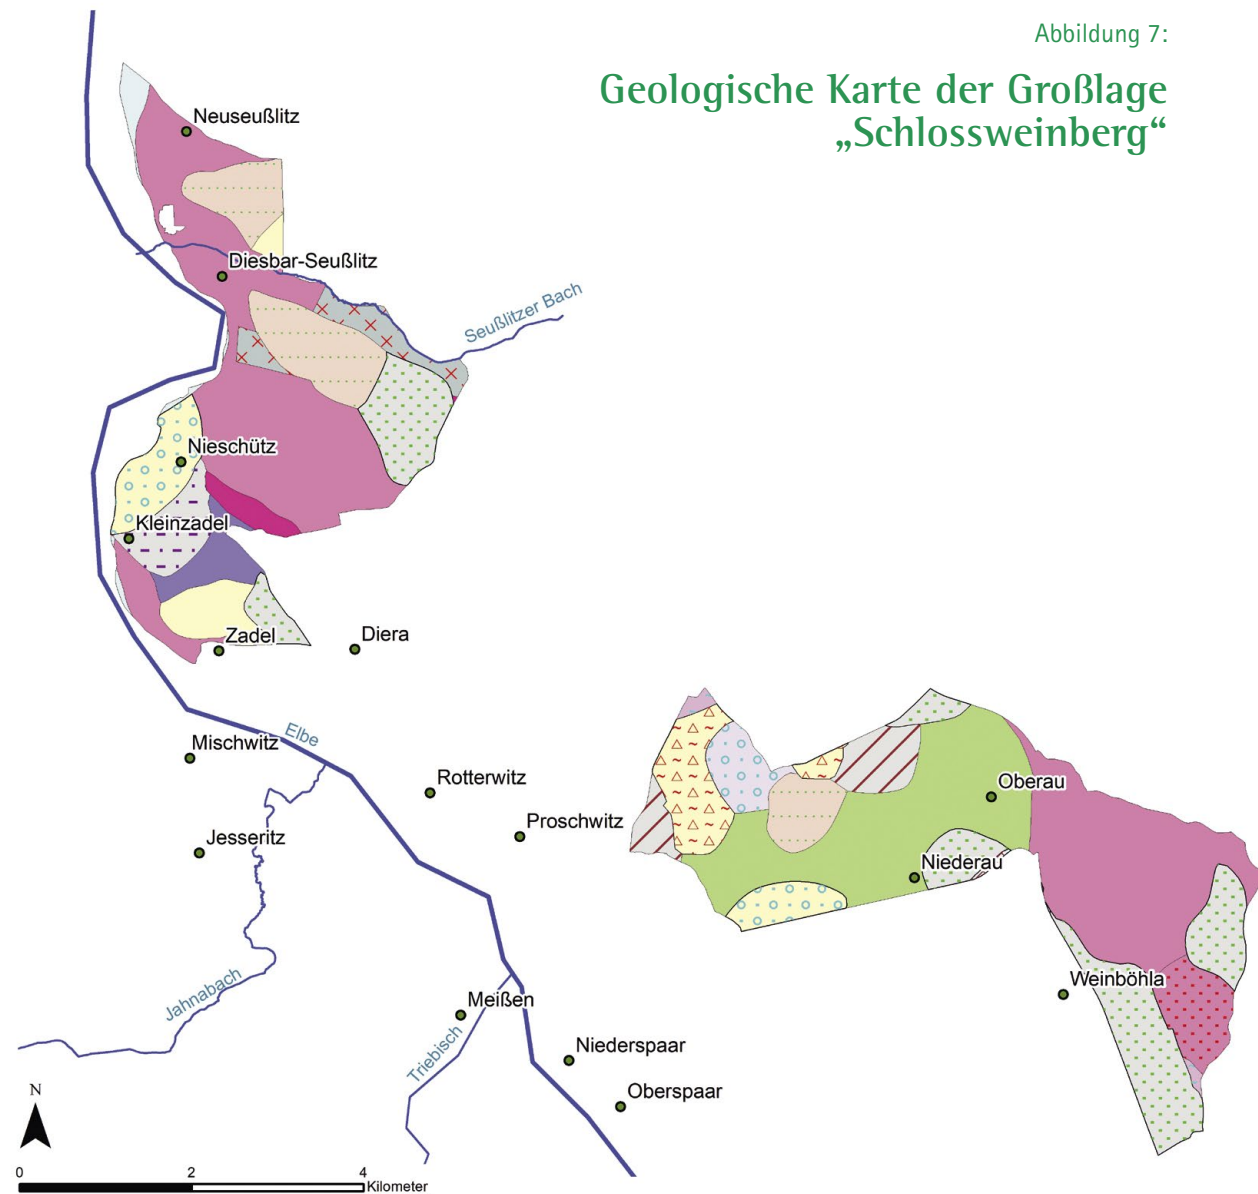 Abbildung 7:
Geologische Karte der Großlage
„Schlossweinberg“
Neuseußlitz
Diesbar-Seußlitz
Seußlitzer Bach
Nieschütz
Kleinzadel
Zadel
Diera
Elbe
Mischwitz
Rotterwitz
Proschwitz
Jesseritz
Oberau
Niederau
Weinböhla
Jahnabach
Meißen
Triebisch
Niederspaar
Oberspaar
N
0 2 4
Kilometer